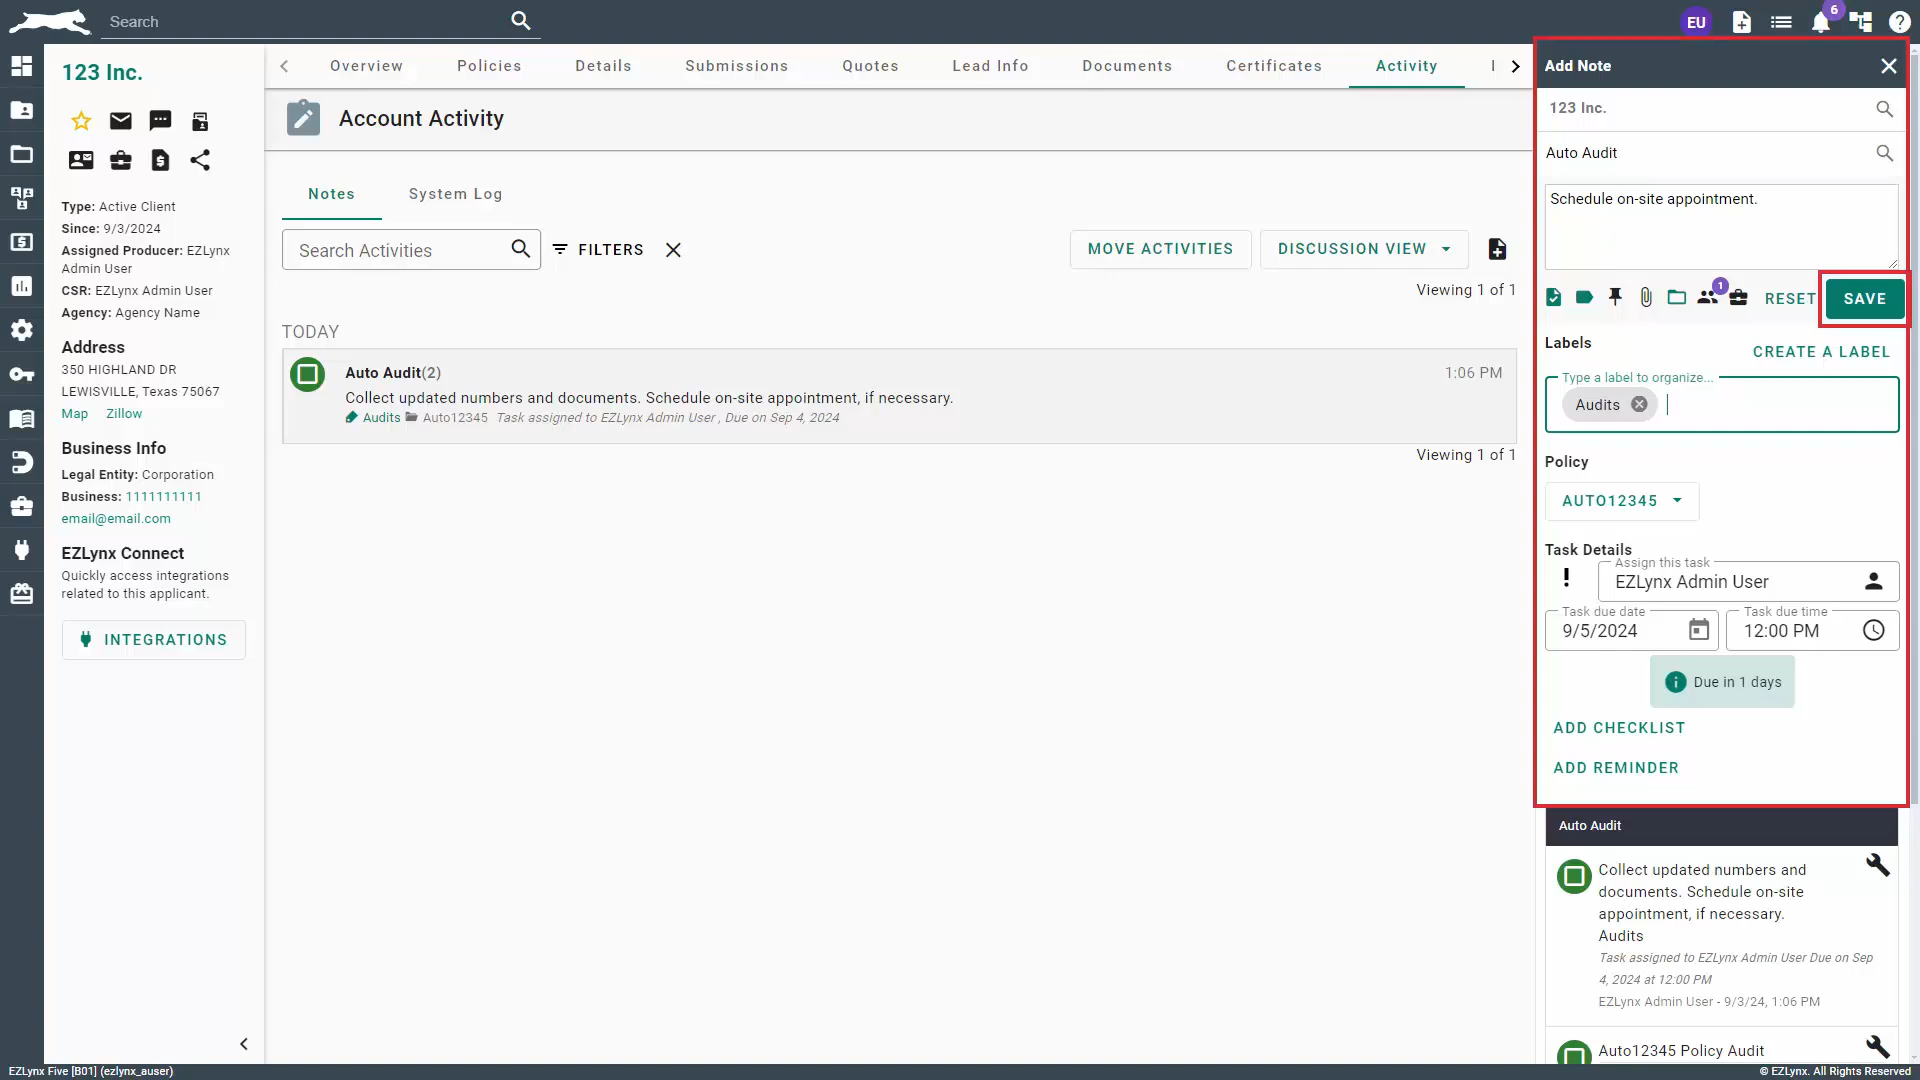 Search
EU
6
123 Inc.
Type: Active Client
Since: 9/3/2024
Assigned Producer: EZLynx
Admin User
CSR: EZLynx Admin User
Agency: Agency Name
Address
350 HIGHLAND DR
LEWISVILLE, Texas 75067
Map Zillow
Business Info
Legal Entity: Corporation
Business: 1111111111
email@email.com
EZLynx Connect
Quickly access integrations
related to this applicant.
INTEGRATIONS
Overview Policies Details Submissions Quotes Lead Info Documents Certificates Activity
Account Activity
Notes System Log
Search Activities FILTERS MOVE ACTIVITIES DISCUSSION VIEW
Viewing 1 of 1
TODAY
Auto Audit(2) 1:06 PM
Collect updated numbers and documents. Schedule on-site appointment, if necessary.
Audits Auto12345 Task assigned to EZLynx Admin User , Due on Sep 4, 2024
Viewing 1 of 1
Add Note
123 Inc.
Auto Audit
Schedule on-site appointment.
1
RESET SAVE
Labels
CREATE A LABEL
Type a label to organize...
Audits
Policy
AUTO12345
Task Details
Assign this task
EZLynx Admin User
Task due date Task due time
9/5/2024 12:00 PM
Due in 1 days
ADD CHECKLIST
ADD REMINDER
Auto Audit
Collect updated numbers and
documents. Schedule on-site
appointment, if necessary.
Audits
Task assigned to EZLynx Admin User Due on Sep
4, 2024 at 12:00 PM
EZLynx Admin User - 9/3/24, 1:06 PM
Auto12345 Policy Audit
EZLynx Five [B01] (ezlynx_auser) © EZLynx. All Rights Reserved